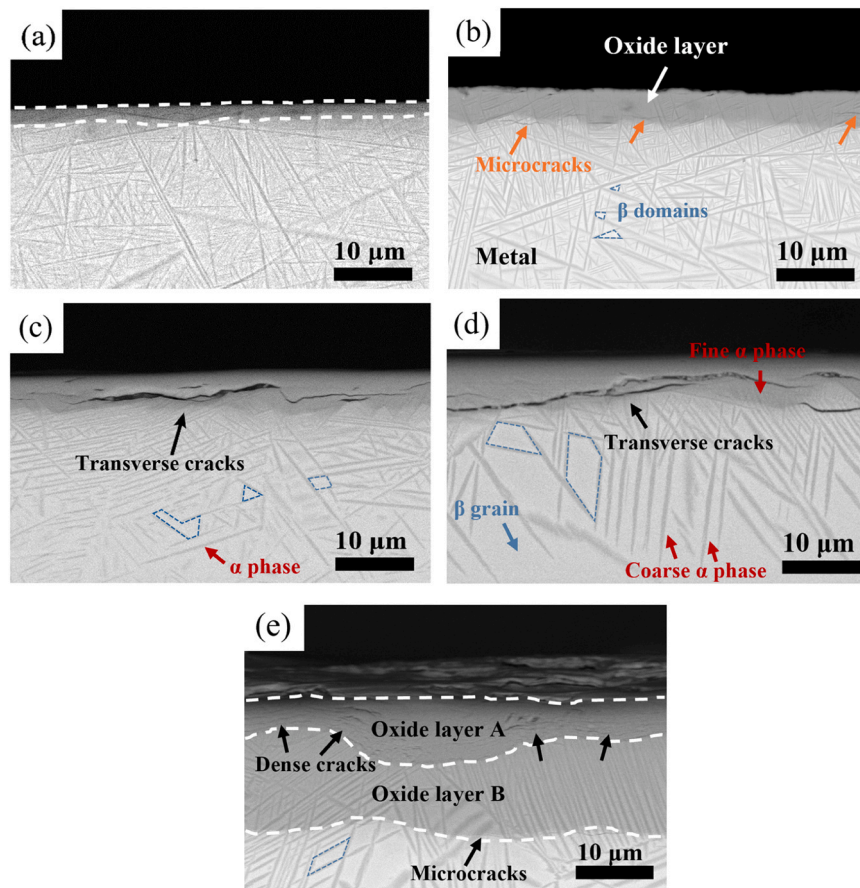 (a)
10 μm
(b)
Oxide layer
Microcracks
β domains
Metal
10 μm
(c)
Transverse cracks
α phase
10 μm
(d)
Fine α phase
Transverse cracks
β grain
Coarse α phase
10 μm
(e)
Oxide layer A
Dense cracks
Oxide layer B
Microcracks
10 μm